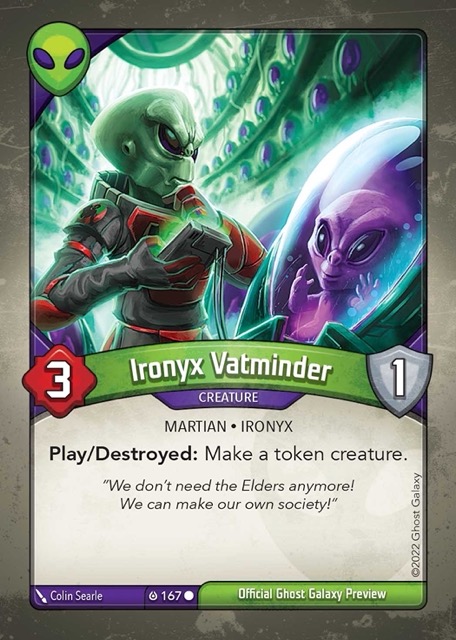 3
Ironyx Vatminder
1
CREATURE
MARTIAN • IRONYX
Play/Destroyed: Make a token creature.
"We don't need the Elders anymore!
We can make our own society!"
©2022 Ghost Galaxy
Colin Searle
167
Official Ghost Galaxy Preview